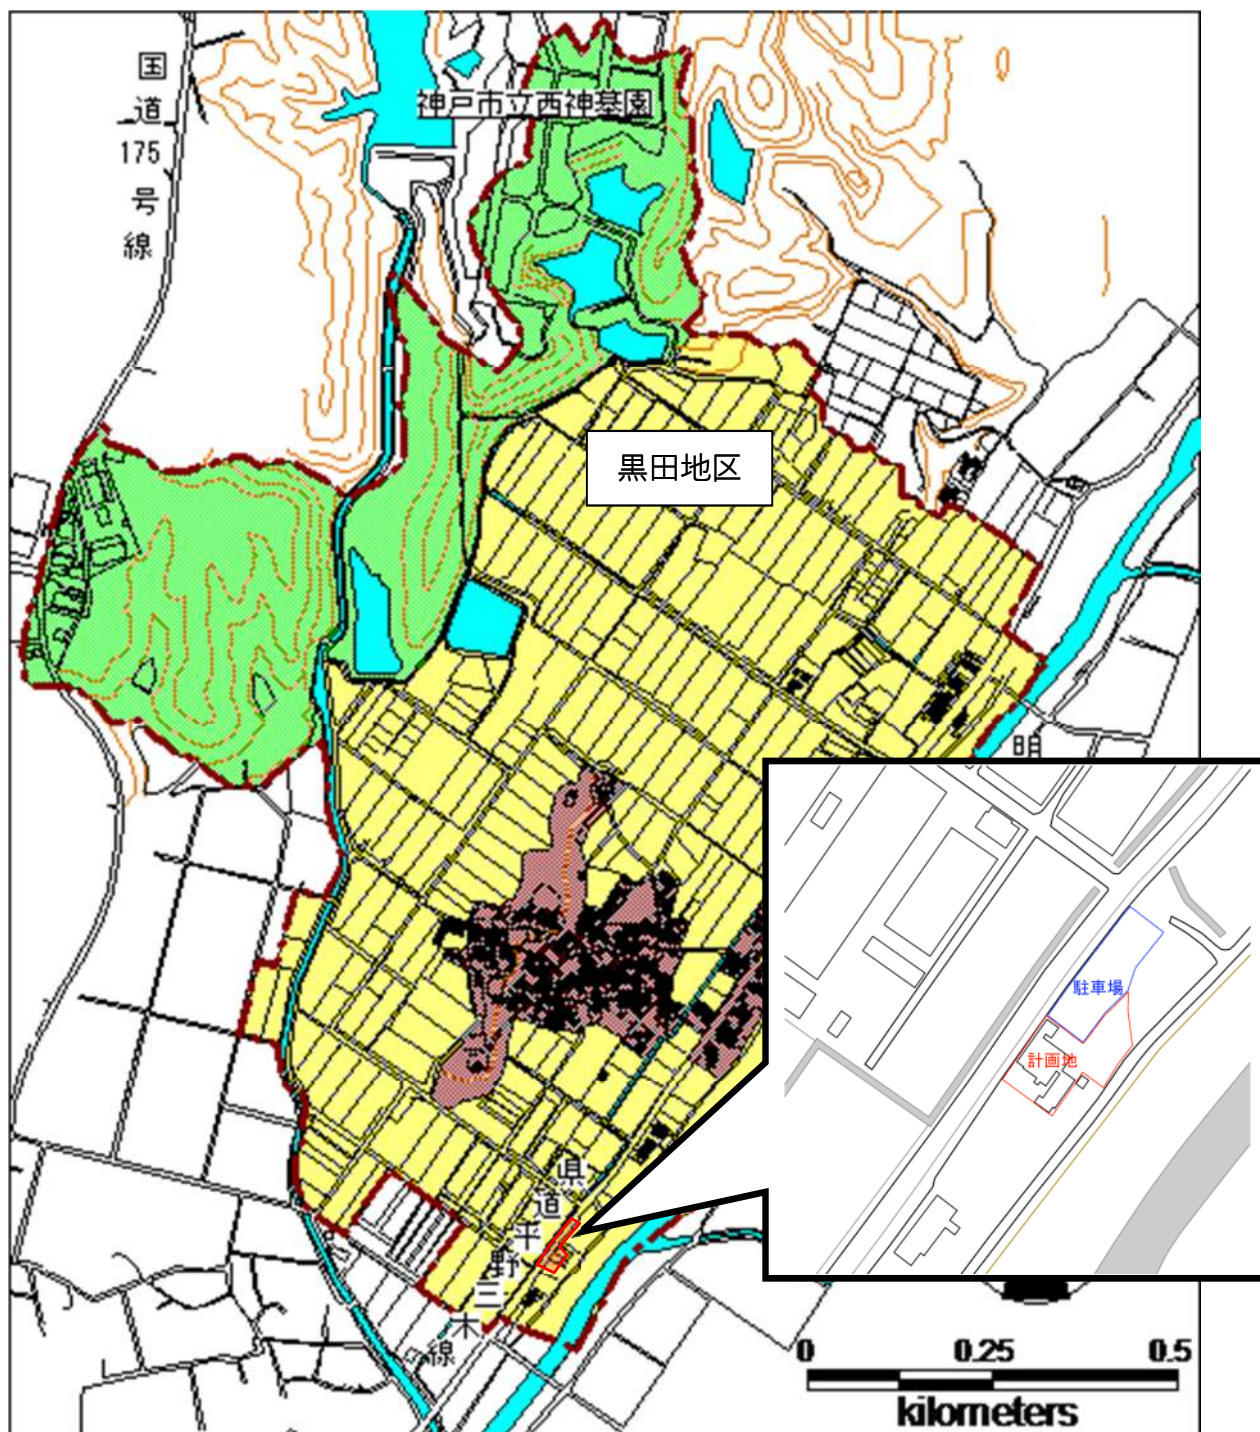 国道175号線
神戸市立西神墓園
黒田地区
明
駐車場
計画地
県道平野三木線
0 0.25 0.5
kilometers